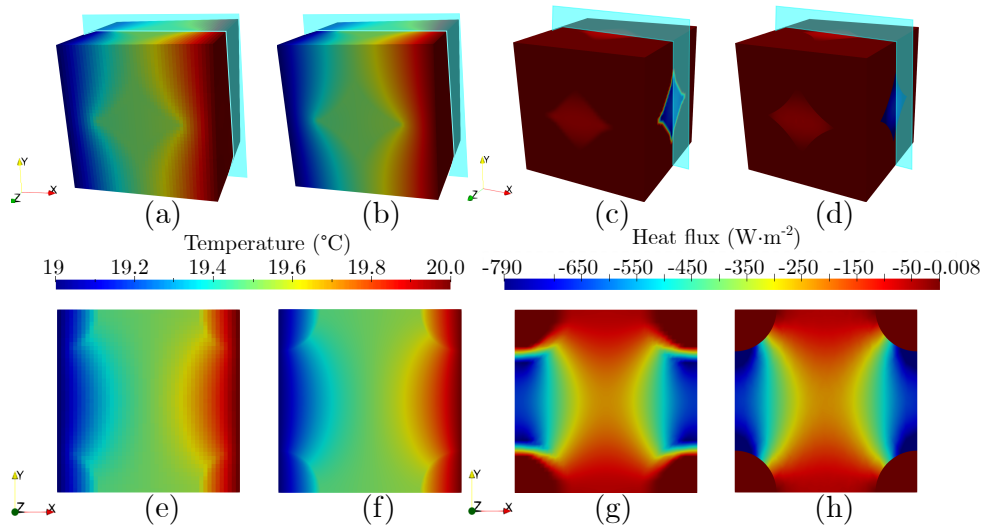 Y
X
Z
Y
X
Z
(a) (b) (c) (d)
Temperature (°C)
19 19.2 19.4 19.6 19.8 20.0
Heat flux (W·m-2)
-790 -650 -550 -450 -350 -250 -150 -50 -0.008
Y
Z
X
Y
Z
X
(e) (f) (g) (h)